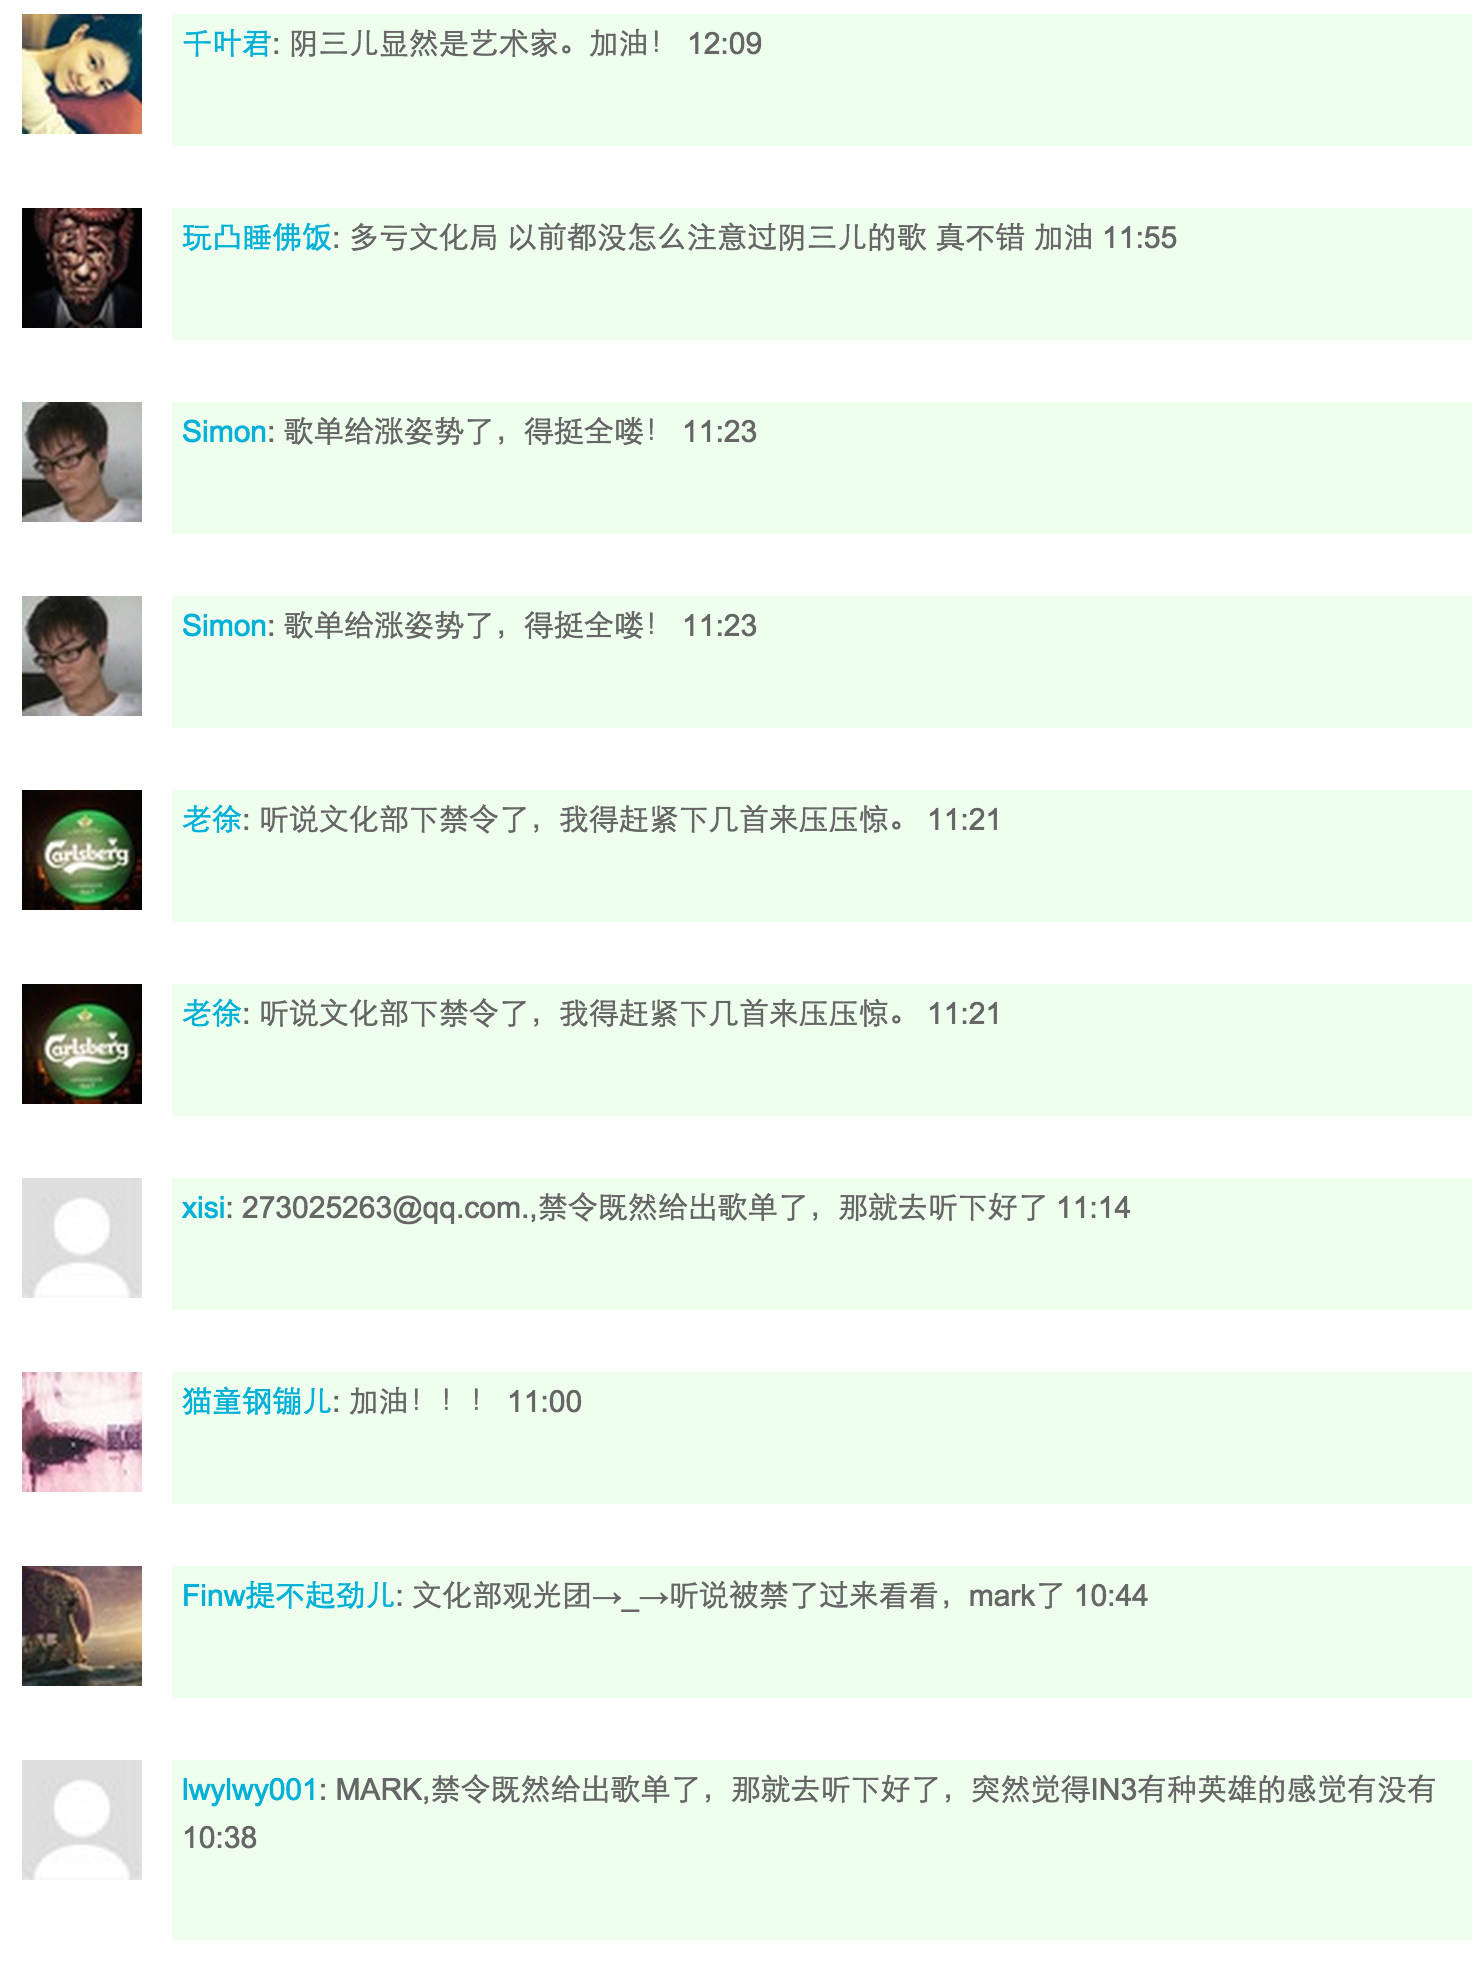 千叶君: 阴三儿显然是艺术家。加油！ 12:09
玩凸睡佛饭: 多亏文化局 以前都没怎么注意过阴三儿的歌 真不错 加油 11:55
Simon: 歌单给涨姿势了，得挺全喽！ 11:23
Simon: 歌单给涨姿势了，得挺全喽！ 11:23
Carlsberg
老徐: 听说文化部下禁令了，我得赶紧下几首来压压惊。 11:21
Carlsberg
老徐: 听说文化部下禁令了，我得赶紧下几首来压压惊。 11:21
xisi: 273025263@qq.com.,禁令既然给出歌单了，那就去听下好了 11:14
猫童钢镚儿: 加油！！！ 11:00
Finw提不起劲儿: 文化部观光团→_→听说被禁了过来看看，mark了 10:44
lwylwy001: MARK,禁令既然给出歌单了，那就去听下好了，突然觉得IN3有种英雄的感觉有没有
10:38